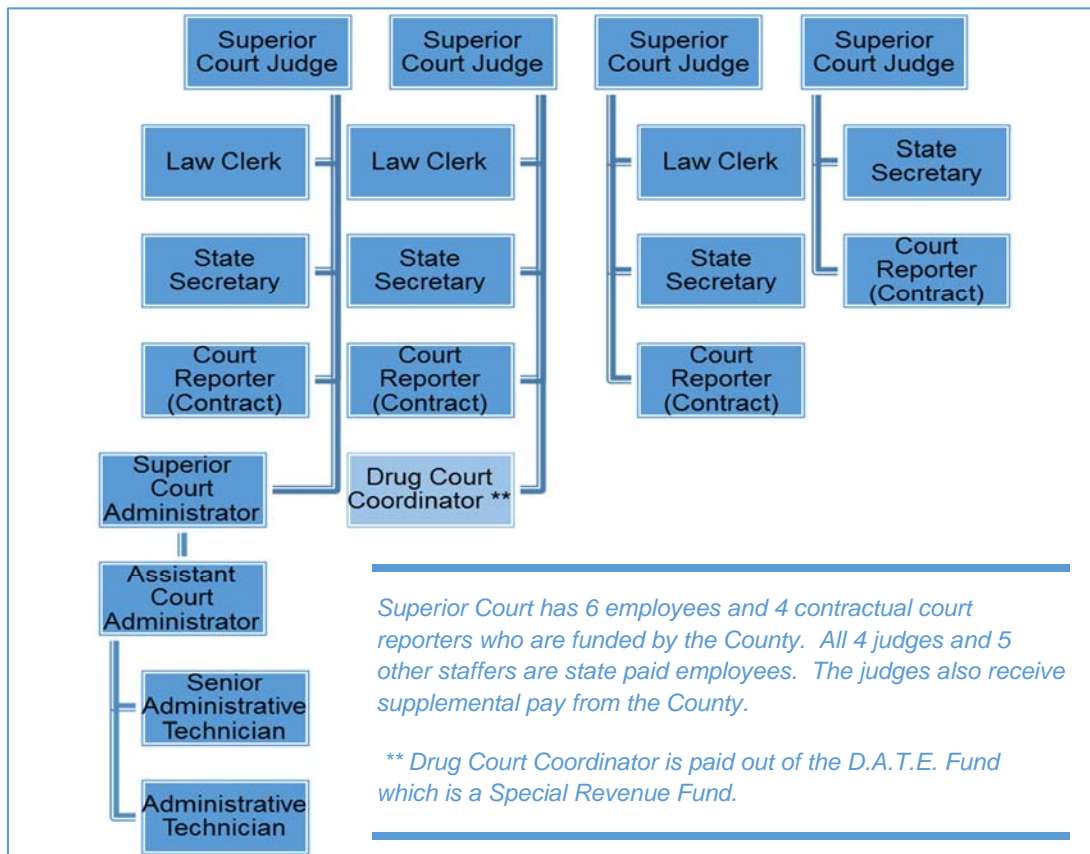 Superior
Court Judge
Superior
Court Judge
Superior
Court Judge
Superior
Court Judge
Law Clerk
Law Clerk
Law Clerk
State
Secretary
State
Secretary
State
Secretary
State
Secretary
Court
Reporter
(Contract)
Court
Reporter
(Contract)
Court
Reporter
(Contract)
Court
Reporter
(Contract)
Superior
Court
Administrator
Drug Court
Coordinator **
Assistant
Court
Administrator
Senior
Administrative
Technician
Administrative
Technician
Superior Court has 6 employees and 4 contractual court
reporters who are funded by the County. All 4 judges and 5
other staffers are state paid employees. The judges also receive
supplemental pay from the County.
** Drug Court Coordinator is paid out of the D.A.T.E. Fund
which is a Special Revenue Fund.